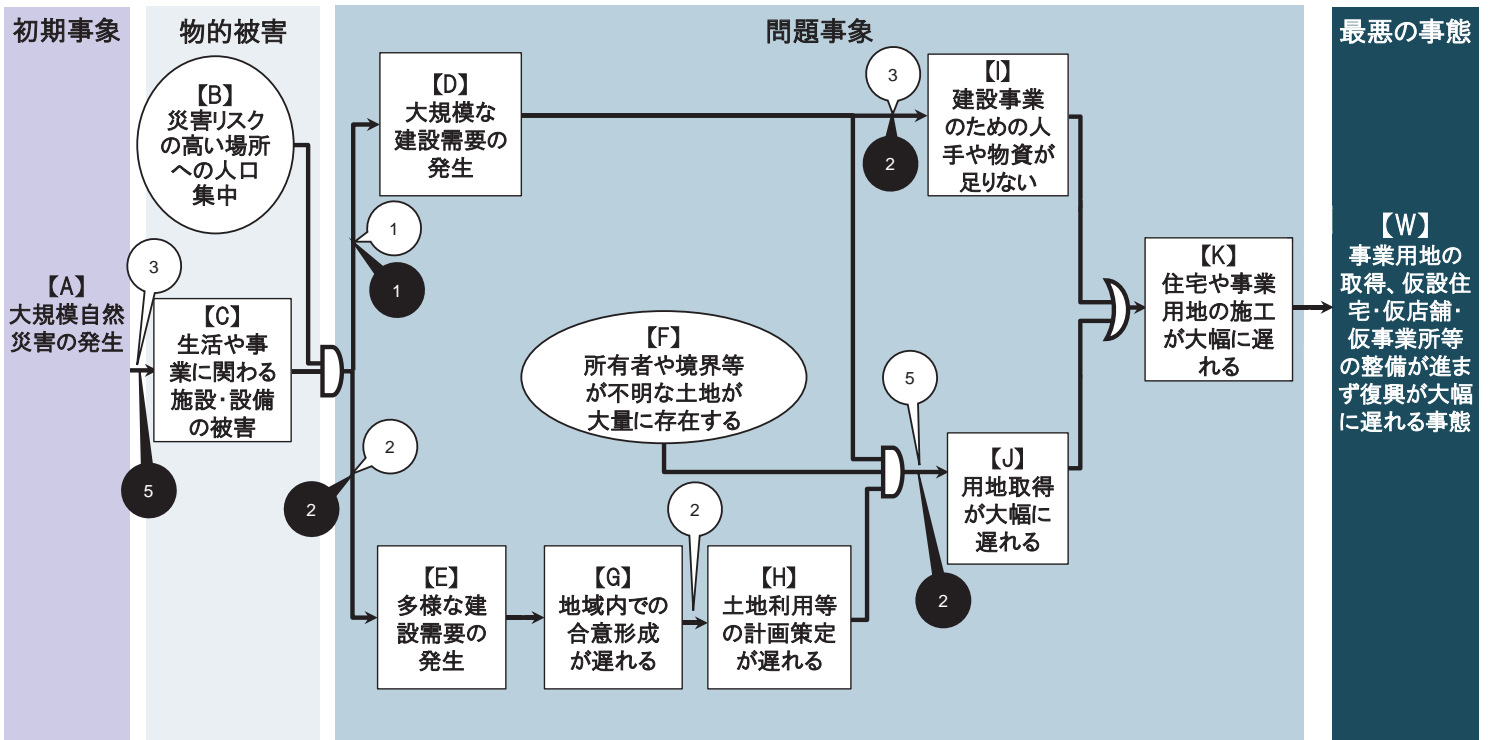 初期事象
物的被害
問題事象
最悪の事態
【A】
大規模自然
災害の発生
3
5
【B】
災害リスク
の高い場所
への人口
集中
【C】
生活や事
業に関わる
施設・設備
の被害
【D】
大規模な
建設需要の
発生
1
1
2
2
【E】
多様な建
設需要の
発生
【F】
所有者や境界等
が不明な土地が
大量に存在する
【G】
地域内での
合意形成
が遅れる
2
【H】
土地利用等
の計画策定
が遅れる
3
2
【I】
建設事業
のための人
手や物資が
足りない
5
2
【J】
用地取得
が大幅に
遅れる
【K】
住宅や事業
用地の施工
が大幅に遅
れる
【W】
事業用地の
取得、仮設住
宅・仮店舗・
仮事業所等
の整備が進ま
ず復興が大幅
に遅れる事態